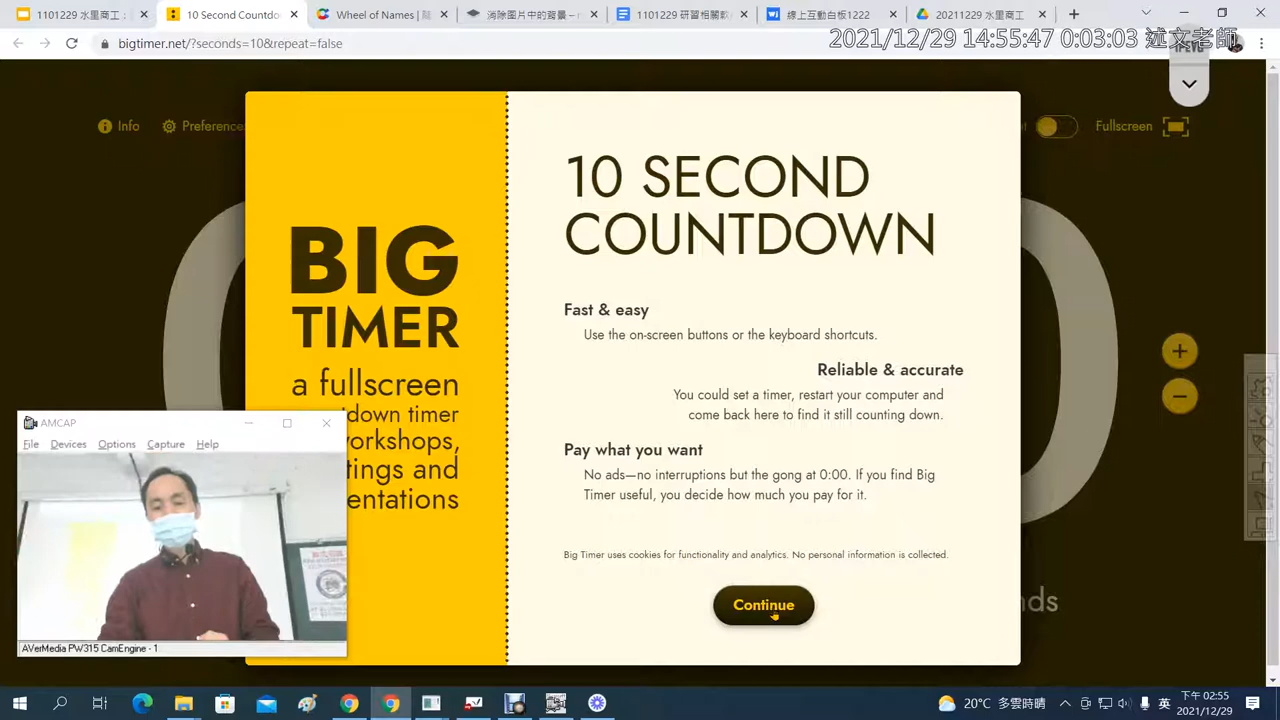 1101229 水里商工
10 Second Countdo
Wheel of Names | 酷
消除圖片中的背景 – r
1101229 研習相關軟
線上互動白板1222
20211229 水里商工
bigtimer.net/?seconds=10&repeat=false
2021/12/29 14:55:47 0:03:03 述文老師
IPEVO
Info
Preference
Fullscreen
10 SECOND
COUNTDOWN
BIG
TIMER
a fullscreen
tdown timer
workshops,
tings and
entations
Fast & easy
Use the on-screen buttons or the keyboard shortcuts.
Reliable & accurate
You could set a timer, restart your computer and
come back here to find it still counting down.
Pay what you want
No ads—no interruptions but the gong at 0:00. If you find Big
Timer useful, you decide how much you pay for it.
Big Timer uses cookies for functionality and analytics. No personal information is collected.
Continue
nds
AMCAP
File Devices Options Capture Help
AVerMedia PW315 CamEngine - 1
20°C 多雲時晴
英
下午 02:55
2021/12/29